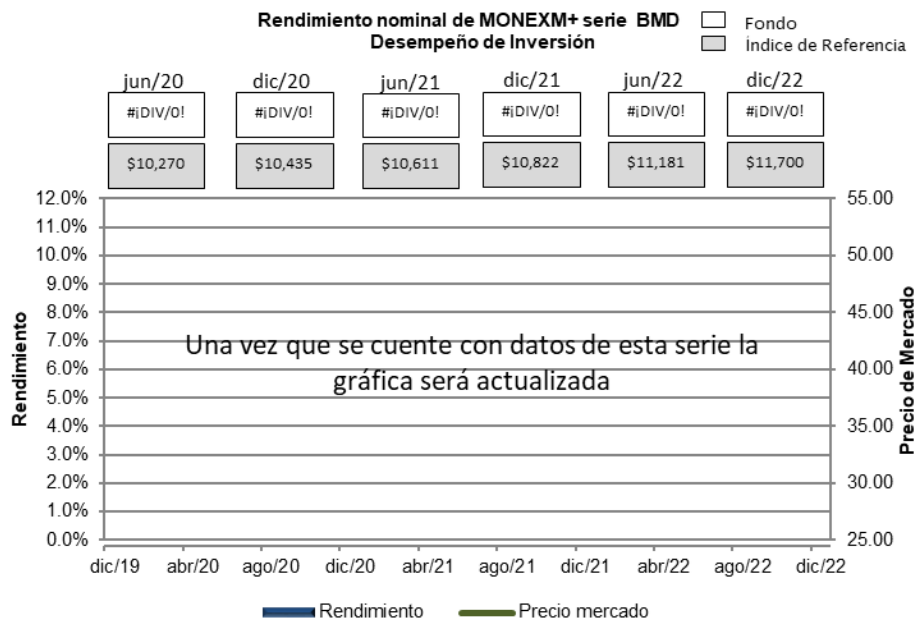 Rendimiento nominal de MONEXM+ serie BMD
Desempeño de Inversión
Fondo
Índice de Referencia
jun/20 dic/20 jun/21 dic/21 jun/22 dic/22
#¡DIV/0! #¡DIV/0! #¡DIV/0! #¡DIV/0! #¡DIV/0! #¡DIV/0!
$10,270 $10,435 $10,611 $10,822 $11,181 $11,700
12.0% 55.00
11.0%
10.0% 50.00
9.0%
8.0% 45.00
7.0%
Una vez que se cuente con datos de esta serie la
6.0% 40.00
gráfica será actualizada
5.0%
4.0% 35.00
3.0%
2.0% 30.00
1.0%
0.0% 25.00
Rendimiento
Precio de Mercado
dic/19 abr/20 ago/20 dic/20 abr/21 ago/21 dic/21 abr/22 ago/22 dic/22
Rendimiento Precio mercado